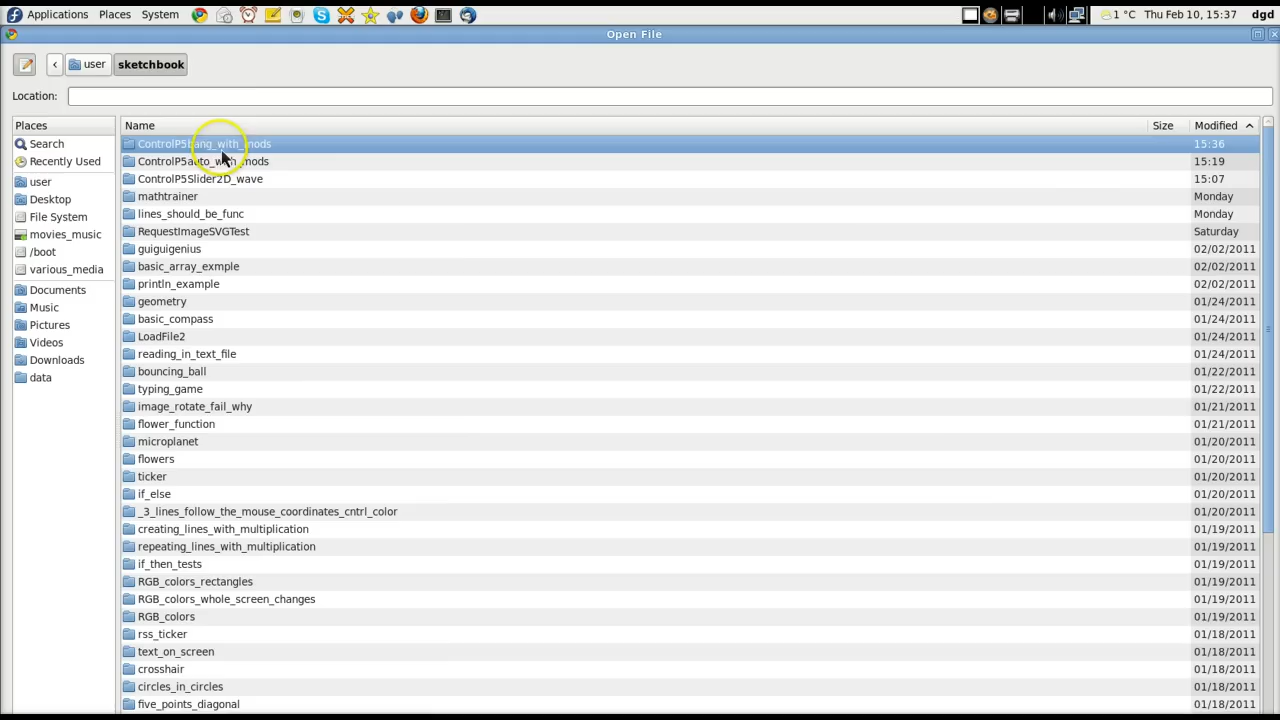 Applications Places System 1 °C Thu Feb 10, 15:37 dgd
Open File
user sketchbook
Location:
Places Name Size Modified
Search ControlP5bang_with_mods 15:36
Recently Used ControlP5auto_with_mods 15:19
user ControlP5Slider2D_wave 15:07
Desktop mathtrainer Monday
File System lines_should_be_func Monday
movies_music RequestImageSVGTest Saturday
/boot guiguigenius 02/02/2011
various_media basic_array_exmple 02/02/2011
Documents println_example 02/02/2011
Music geometry 01/24/2011
Pictures basic_compass 01/24/2011
Videos LoadFile2 01/24/2011
Downloads reading_in_text_file 01/24/2011
data bouncing_ball 01/22/2011
typing_game 01/22/2011
image_rotate_fail_why 01/21/2011
flower_function 01/21/2011
microplanet 01/20/2011
flowers 01/20/2011
ticker 01/20/2011
if_else 01/20/2011
_3_lines_follow_the_mouse_coordinates_cntrl_color 01/20/2011
creating_lines_with_multiplication 01/19/2011
repeating_lines_with_multiplication 01/19/2011
if_then_tests 01/19/2011
RGB_colors_rectangles 01/19/2011
RGB_colors_whole_screen_changes 01/19/2011
RGB_colors 01/19/2011
rss_ticker 01/18/2011
text_on_screen 01/18/2011
crosshair 01/18/2011
circles_in_circles 01/18/2011
five_points_diagonal 01/18/2011